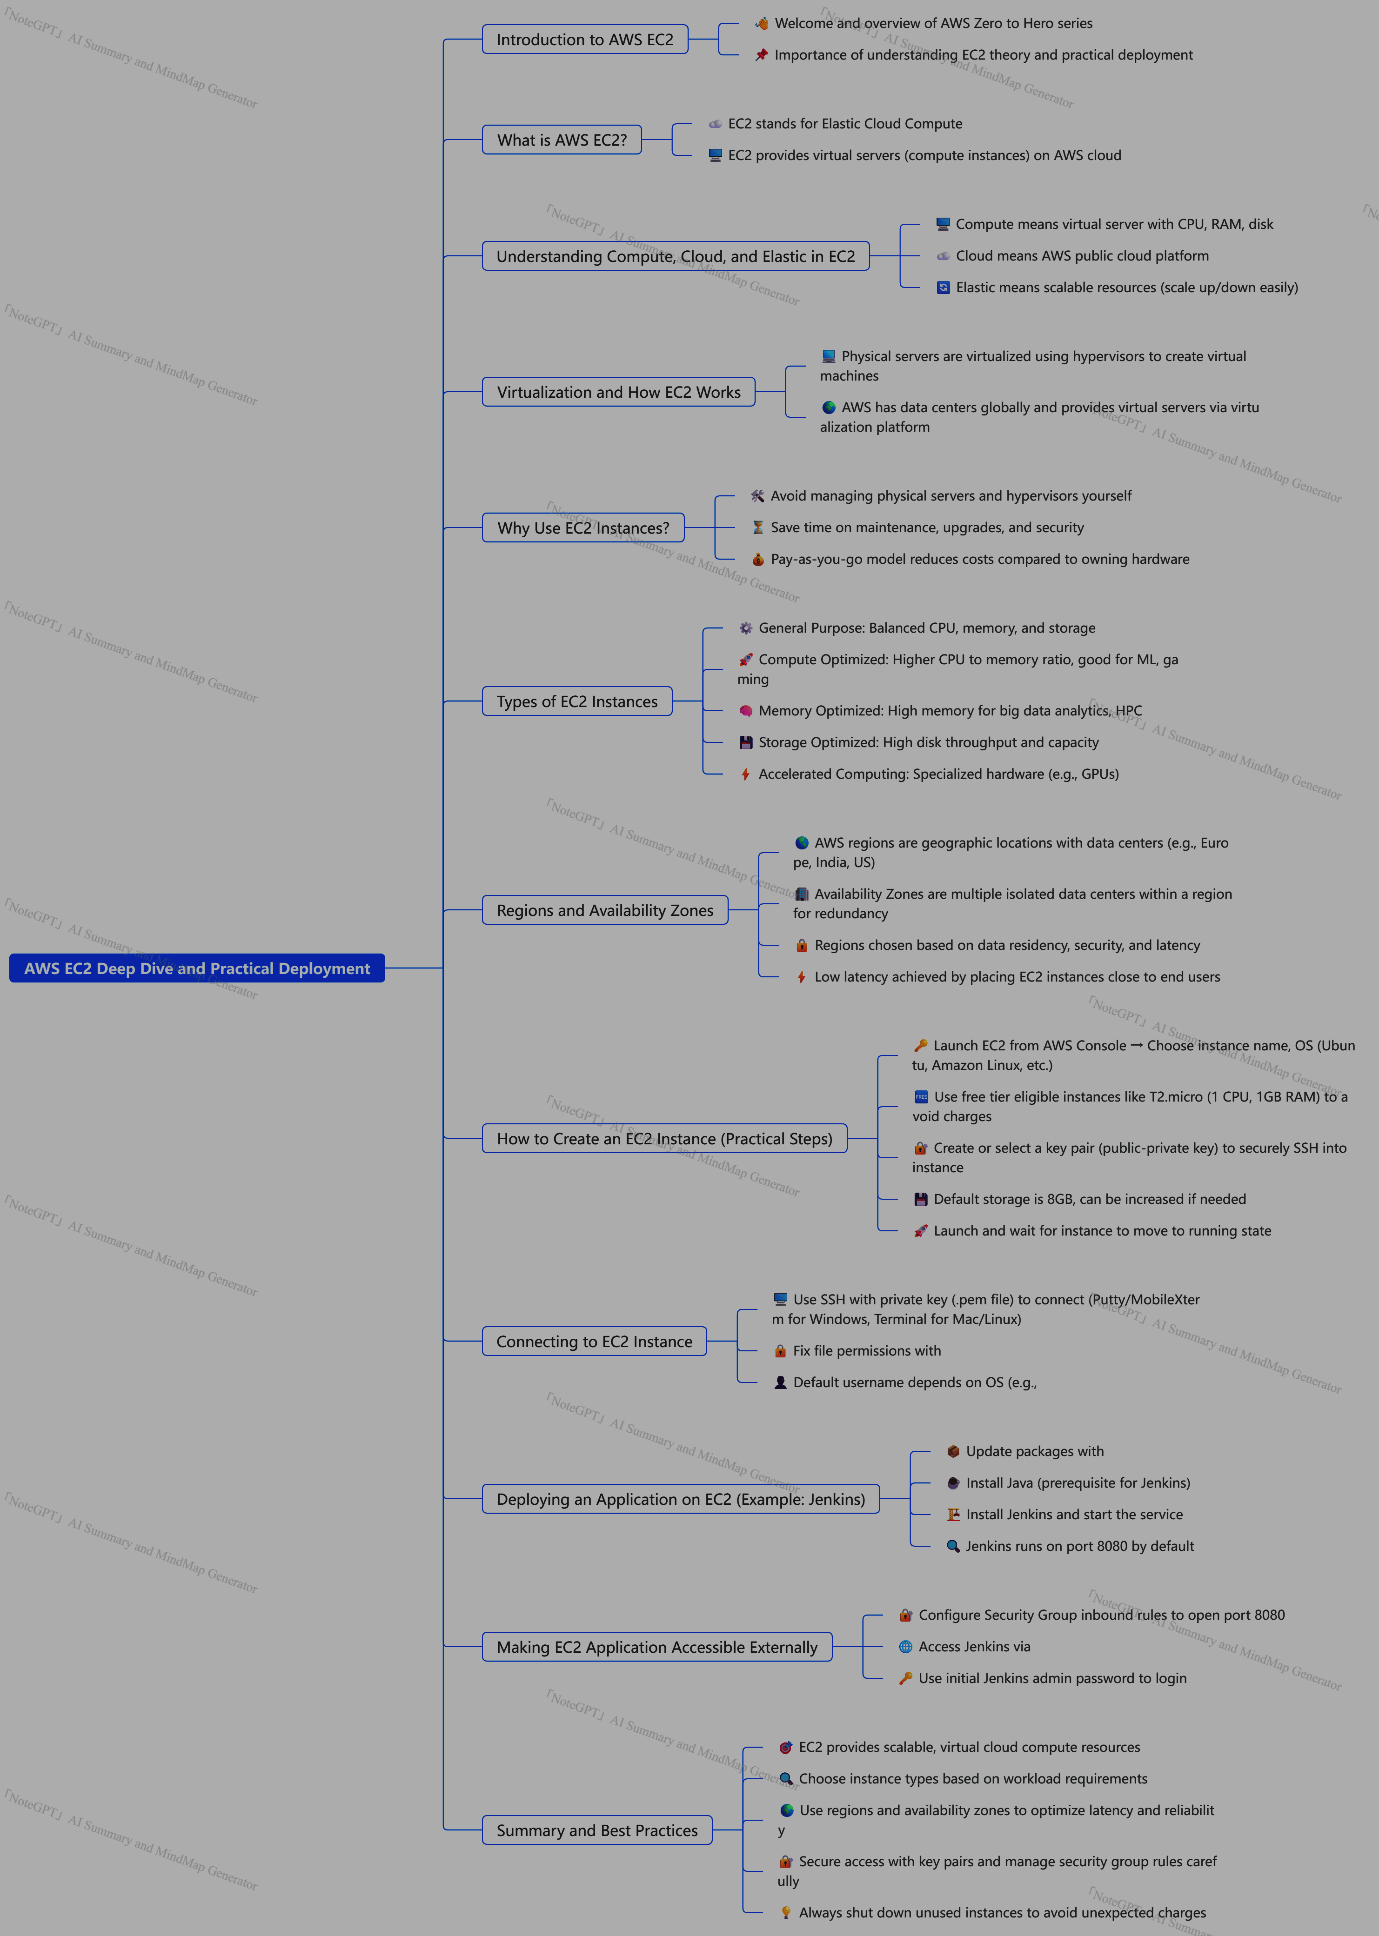 Introduction to AWS EC2
Welcome and overview of AWS Zero to Hero series
Importance of understanding EC2 theory and practical deployment
What is AWS EC2?
EC2 stands for Elastic Cloud Compute
EC2 provides virtual servers (compute instances) on AWS cloud
Understanding Compute, Cloud, and Elastic in EC2
Compute means virtual server with CPU, RAM, disk
Cloud means AWS public cloud platform
Elastic means scalable resources (scale up/down easily)
Virtualization and How EC2 Works
Physical servers are virtualized using hypervisors to create virtual
machines
AWS has data centers globally and provides virtual servers via virtu
alization platform
Why Use EC2 Instances?
Avoid managing physical servers and hypervisors yourself
Save time on maintenance, upgrades, and security
Pay-as-you-go model reduces costs compared to owning hardware
Types of EC2 Instances
General Purpose: Balanced CPU, memory, and storage
Compute Optimized: Higher CPU to memory ratio, good for ML, ga
ming
Memory Optimized: High memory for big data analytics, HPC
Storage Optimized: High disk throughput and capacity
Accelerated Computing: Specialized hardware (e.g., GPUs)
Regions and Availability Zones
AWS regions are geographic locations with data centers (e.g., Euro
pe, India, US)
Availability Zones are multiple isolated data centers within a region
for redundancy
Regions chosen based on data residency, security, and latency
Low latency achieved by placing EC2 instances close to end users
AWS EC2 Deep Dive and Practical Deployment
How to Create an EC2 Instance (Practical Steps)
Launch EC2 from AWS Console → Choose instance name, OS (Ubun
tu, Amazon Linux, etc.)
FREE Use free tier eligible instances like T2.micro (1 CPU, 1GB RAM) to a
void charges
Create or select a key pair (public-private key) to securely SSH into
instance
Default storage is 8GB, can be increased if needed
Launch and wait for instance to move to running state
Connecting to EC2 Instance
Use SSH with private key (.pem file) to connect (Putty/MobileXter
m for Windows, Terminal for Mac/Linux)
Fix file permissions with
Default username depends on OS (e.g.,
Deploying an Application on EC2 (Example: Jenkins)
Update packages with
Install Java (prerequisite for Jenkins)
Install Jenkins and start the service
Jenkins runs on port 8080 by default
Making EC2 Application Accessible Externally
Configure Security Group inbound rules to open port 8080
Access Jenkins via
Use initial Jenkins admin password to login
Summary and Best Practices
EC2 provides scalable, virtual cloud compute resources
Choose instance types based on workload requirements
Use regions and availability zones to optimize latency and reliabilit
y
Secure access with key pairs and manage security group rules caref
ully
Always shut down unused instances to avoid unexpected charges
「NoteGPT」 AI Summary and MindMap Generator